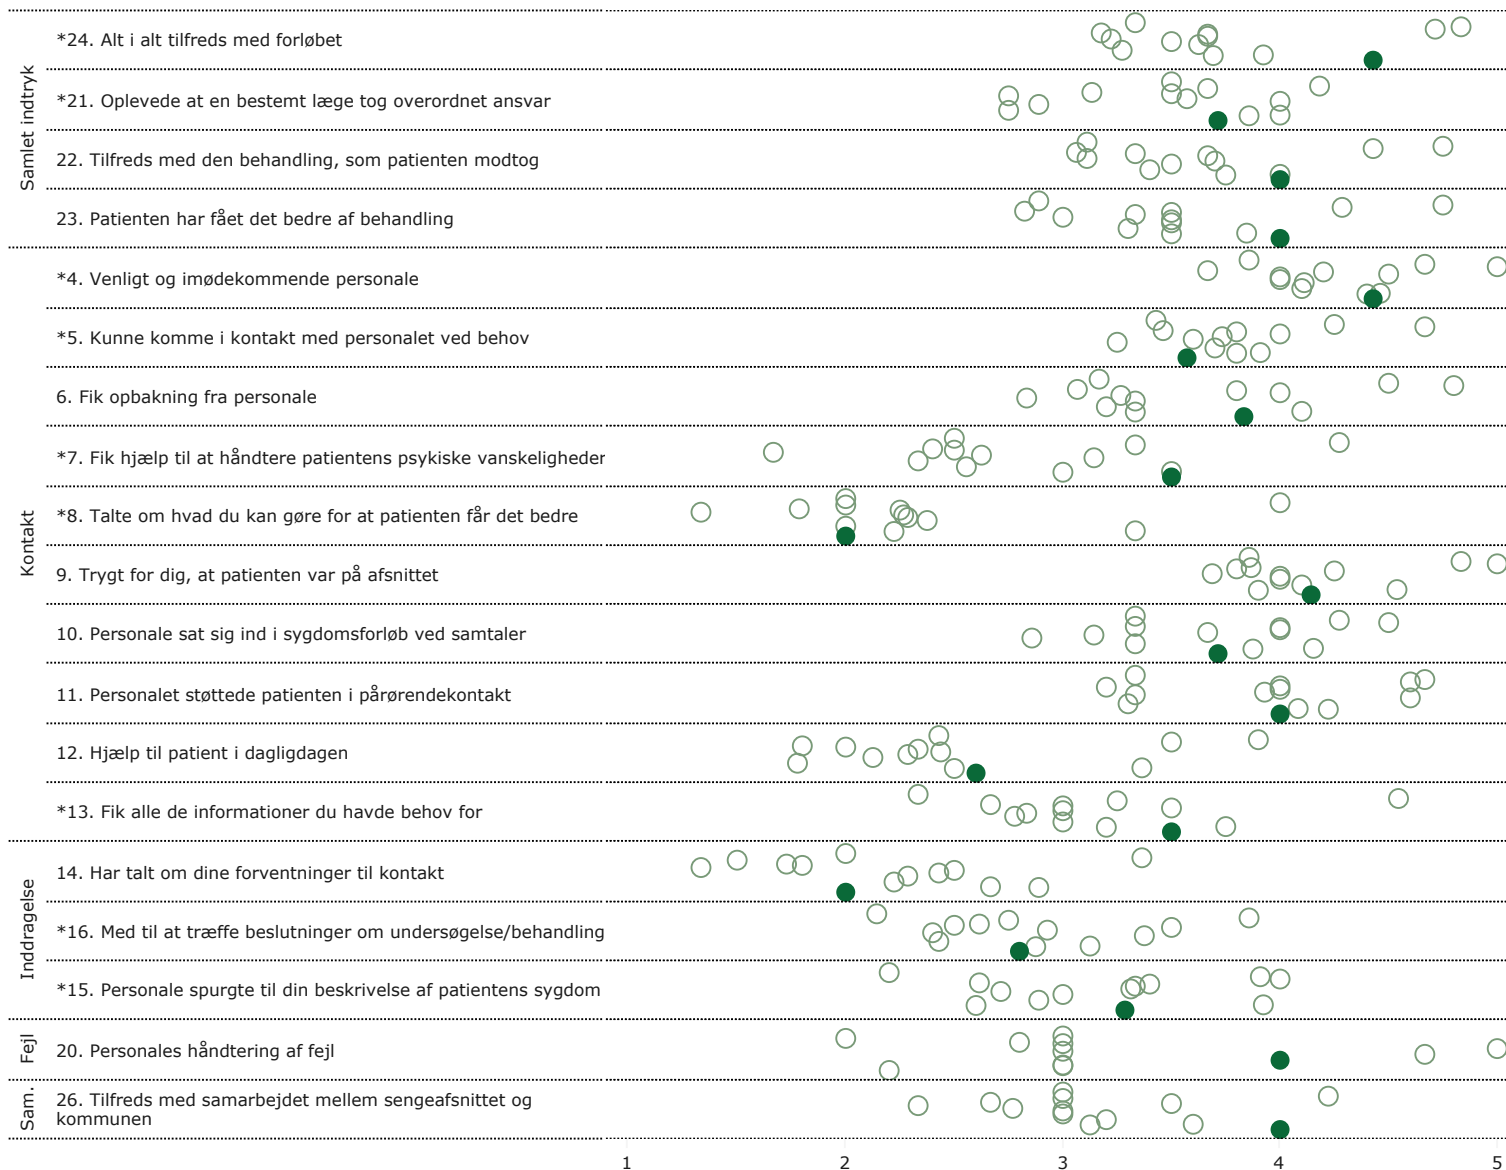 Samlet indtryk
*24. Alt i alt tilfreds med forløbet
*21. Oplevede at en bestemt læge tog overordnet ansvar
22. Tilfreds med den behandling, som patienten modtog
23. Patienten har fået det bedre af behandling
Kontakt
*4. Venligt og imødekommende personale
*5. Kunne komme i kontakt med personalet ved behov
6. Fik opbakning fra personale
*7. Fik hjælp til at håndtere patientens psykiske vanskeligheder
*8. Talte om hvad du kan gøre for at patienten får det bedre
9. Trygt for dig, at patienten var på afsnittet
10. Personale sat sig ind i sygdomsforløb ved samtaler
11. Personalet støttede patienten i pårørendekontakt
12. Hjælp til patient i dagligdagen
*13. Fik alle de informationer du havde behov for
Inddragelse
14. Har talt om dine forventninger til kontakt
*16. Med til at træffe beslutninger om undersøgelse/behandling
*15. Personale spurgte til din beskrivelse af patientens sygdom
Fejl
20. Personales håndtering af fejl
Sam.
26. Tilfreds med samarbejdet mellem sengeafsnittet og
kommunen
1 2 3 4 5